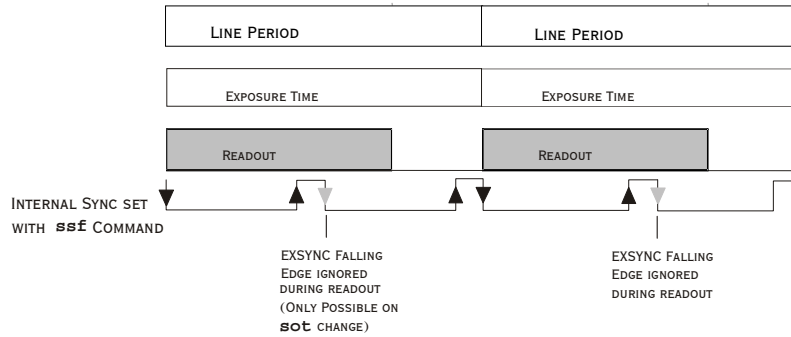 LINE PERIOD
LINE PERIOD
EXPOSURE TIME
EXPOSURE TIME
READOUT
READOUT
INTERNAL SYNC SET
WITH ssf COMMAND
EXSYNC FALLING
EDGE IGNORED
DURING READOUT
(ONLY POSSIBLE ON
sot CHANGE)
EXSYNC FALLING
EDGE IGNORED
DURING READOUT